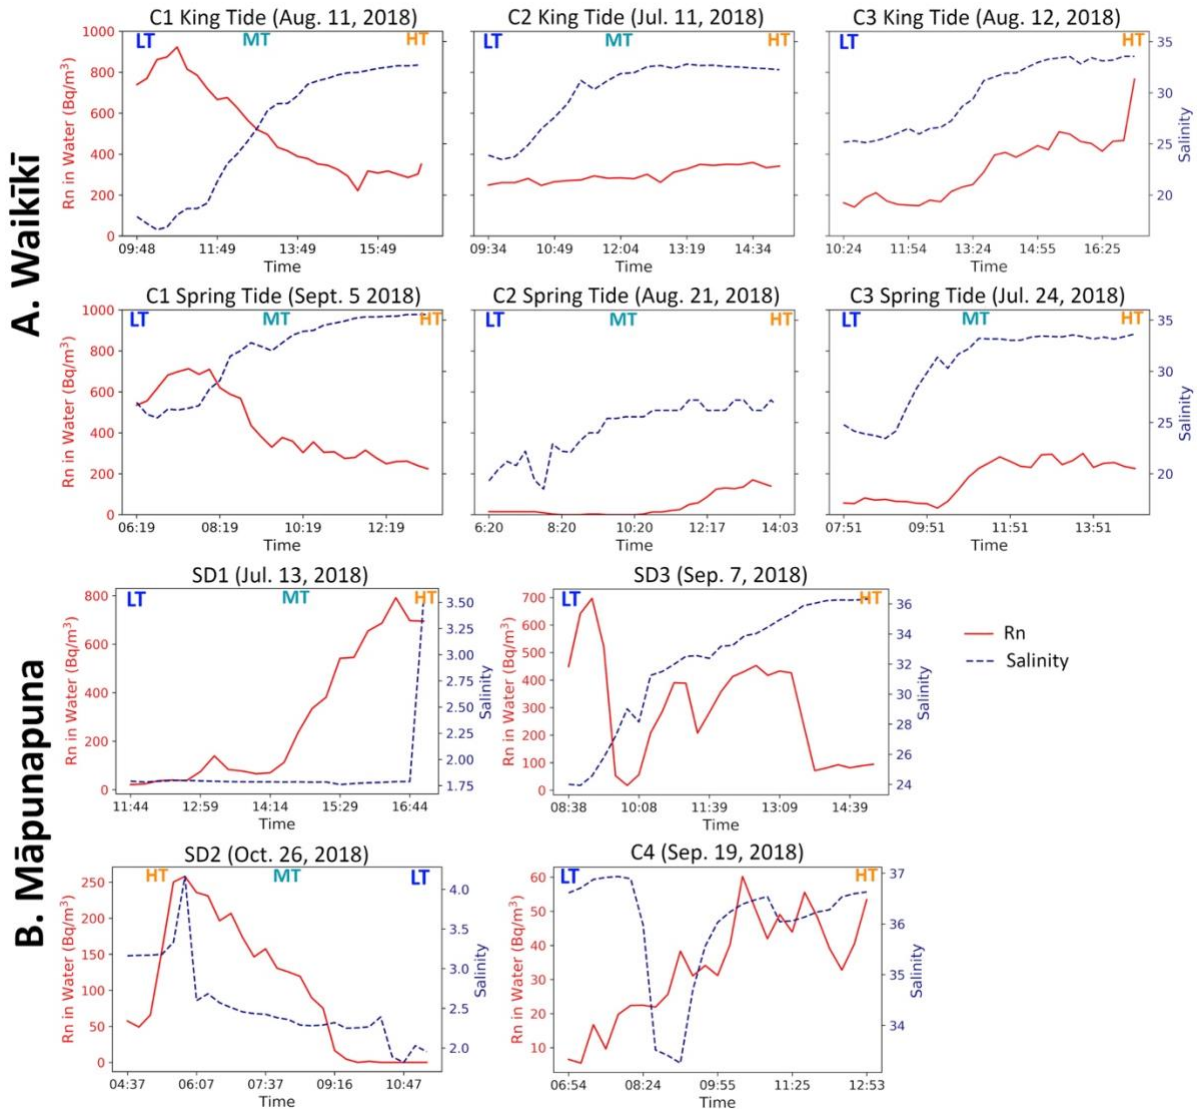 A. Waikīkī
C1 King Tide (Aug. 11, 2018)
LT MT HT
Rn in Water (Bq/m³)
1000
800
600
400
200
0
09:48 11:49 13:49 15:49
Time
C2 King Tide (Jul. 11, 2018)
LT MT HT
09:34 10:49 12:04 13:19 14:34
Time
C3 King Tide (Aug. 12, 2018)
LT HT
35
30
25
20
Salinity
10:24 11:54 13:24 14:55 16:25
Time
C1 Spring Tide (Sept. 5 2018)
LT MT HT
Rn in Water (Bq/m³)
1000
800
600
400
200
0
06:19 08:19 10:19 12:19
Time
C2 Spring Tide (Aug. 21, 2018)
LT MT HT
6:20 8:20 10:20 12:17 14:03
Time
C3 Spring Tide (Jul. 24, 2018)
LT MT HT
35
30
25
20
Salinity
07:51 09:51 11:51 13:51
Time
B. Māpunapuna
SD1 (Jul. 13, 2018)
LT MT HT
Rn in Water (Bq/m³)
800
600
400
200
0
3.50
3.25
3.00
2.75
2.50
2.25
2.00
1.75
Salinity
11:44 12:59 14:14 15:29 16:44
Time
SD3 (Sep. 7, 2018)
LT HT
Rn in Water (Bq/m³)
700
600
500
400
300
200
100
0
36
34
32
30
28
26
24
Salinity
08:38 10:08 11:39 13:09 14:39
Time
Rn
Salinity
SD2 (Oct. 26, 2018)
HT MT LT
Rn in Water (Bq/m³)
250
200
150
100
50
0
4.0
3.5
3.0
2.5
2.0
Salinity
04:37 06:07 07:37 09:16 10:47
Time
C4 (Sep. 19, 2018)
LT HT
Rn in Water (Bq/m³)
60
50
40
30
20
10
37
36
35
34
Salinity
06:54 08:24 09:55 11:25 12:53
Time